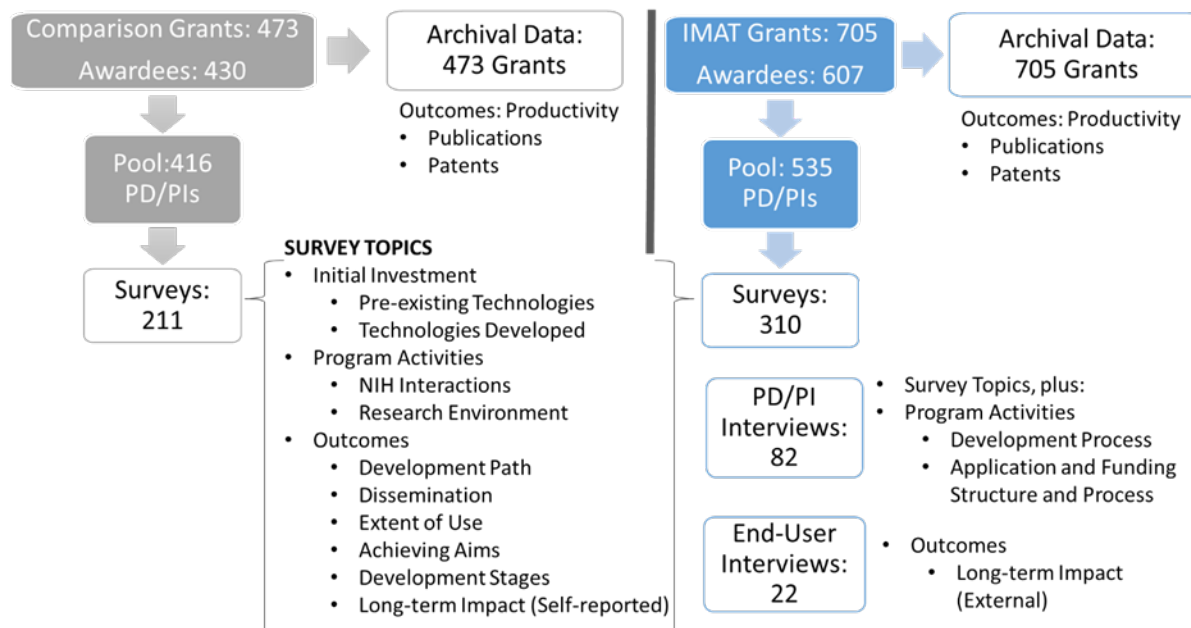 Comparison Grants: 473
Awardees: 430
Archival Data:
473 Grants
Outcomes: Productivity
• Publications
• Patents
Pool:416
PD/PIs
Surveys:
211
SURVEY TOPICS
• Initial Investment
• Pre-existing Technologies
• Technologies Developed
• Program Activities
• NIH Interactions
• Research Environment
• Outcomes
• Development Path
• Dissemination
• Extent of Use
• Achieving Aims
• Development Stages
• Long-term Impact (Self-reported)
IMAT Grants: 705
Awardees: 607
Archival Data:
705 Grants
Outcomes: Productivity
• Publications
• Patents
Pool: 535
PD/PIs
Surveys:
310
PD/PI
Interviews:
82
• Survey Topics, plus:
• Program Activities
• Development Process
• Application and Funding
Structure and Process
End-User
Interviews:
22
• Outcomes
• Long-term Impact
(External)